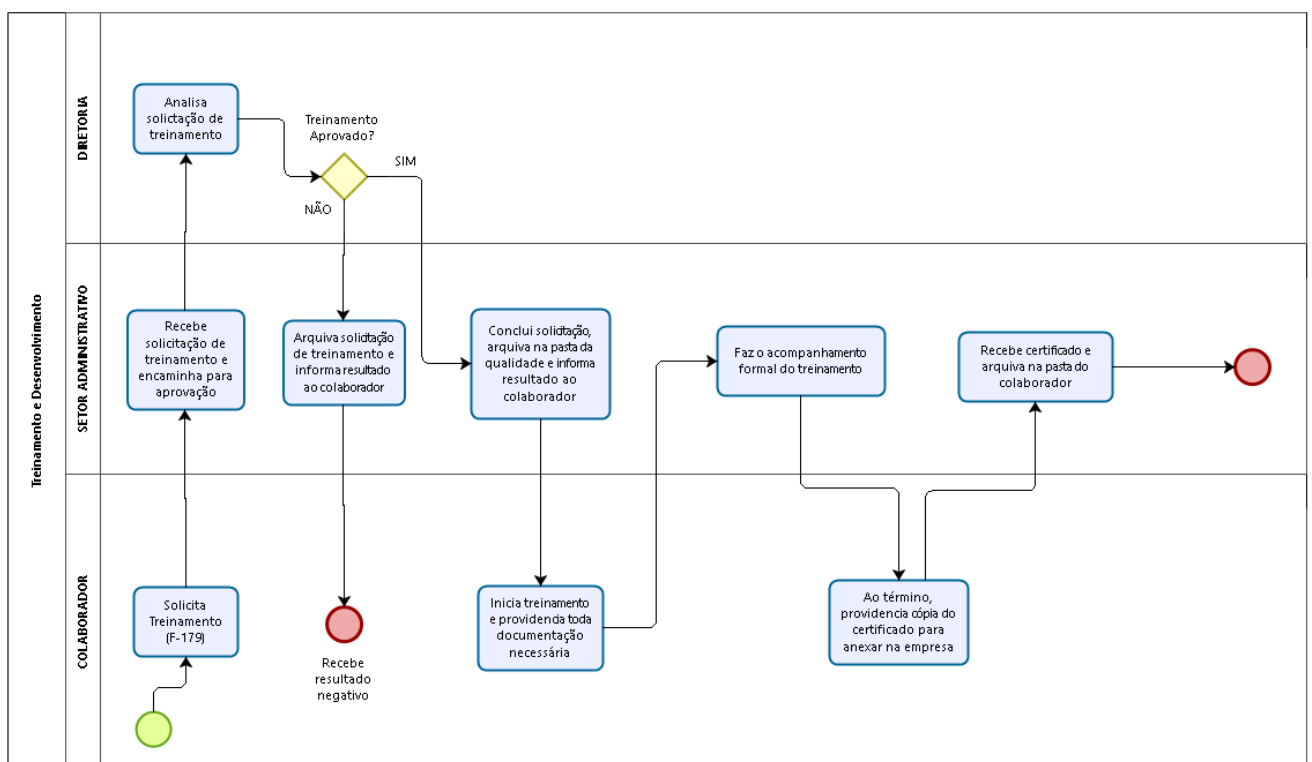 Treinamento e Desenvolvimento
DIRETORIA
Analisa
solictação de
treinamento
Treinamento
Aprovado?
SIM
NÃO
SETOR ADMINISTRATIVO
Recebe
solicitação de
treinamento e
encaminha para
aprovação
Arquiva solicitação
de treinamento e
informa resultado
ao colaborador
Conclui solicitação,
arquiva na pasta da
qualidade e informa
resultado ao
colaborador
Faz o acompanhamento
formal do treinamento
Recebe certificado e
arquiva na pasta do
colaborador
COLABORADOR
Solicita
Treinamento
(F-179)
Recebe
resultado
negativo
Inicia treinamento
e providencia toda
documentação
necessária
Ao término,
providencia cópia do
certificado para
anexar na empresa